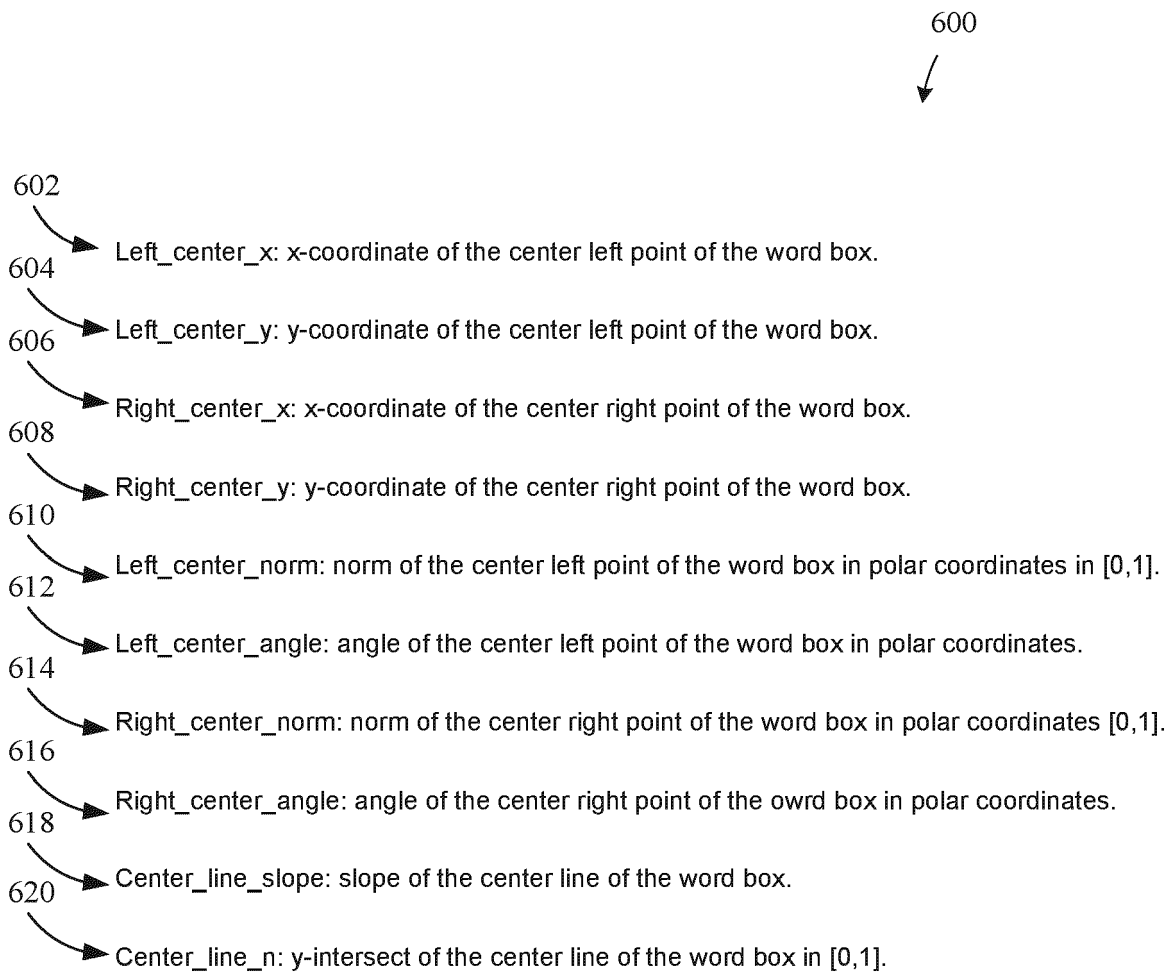 600
602
Left_center_x: x-coordinate of the center left point of the word box.
604
Left_center_y: y-coordinate of the center left point of the word box.
606
Right_center_x: x-coordinate of the center right point of the word box.
608
Right_center_y: y-coordinate of the center right point of the word box.
610
Left_center_norm: norm of the center left point of the word box in polar coordinates in [0,1].
612
Left_center_angle: angle of the center left point of the word box in polar coordinates.
614
Right_center_norm: norm of the center right point of the word box in polar coordinates [0,1].
616
Right_center_angle: angle of the center right point of the owrd box in polar coordinates.
618
Center_line_slope: slope of the center line of the word box.
620
Center_line_n: y-intersect of the center line of the word box in [0,1].